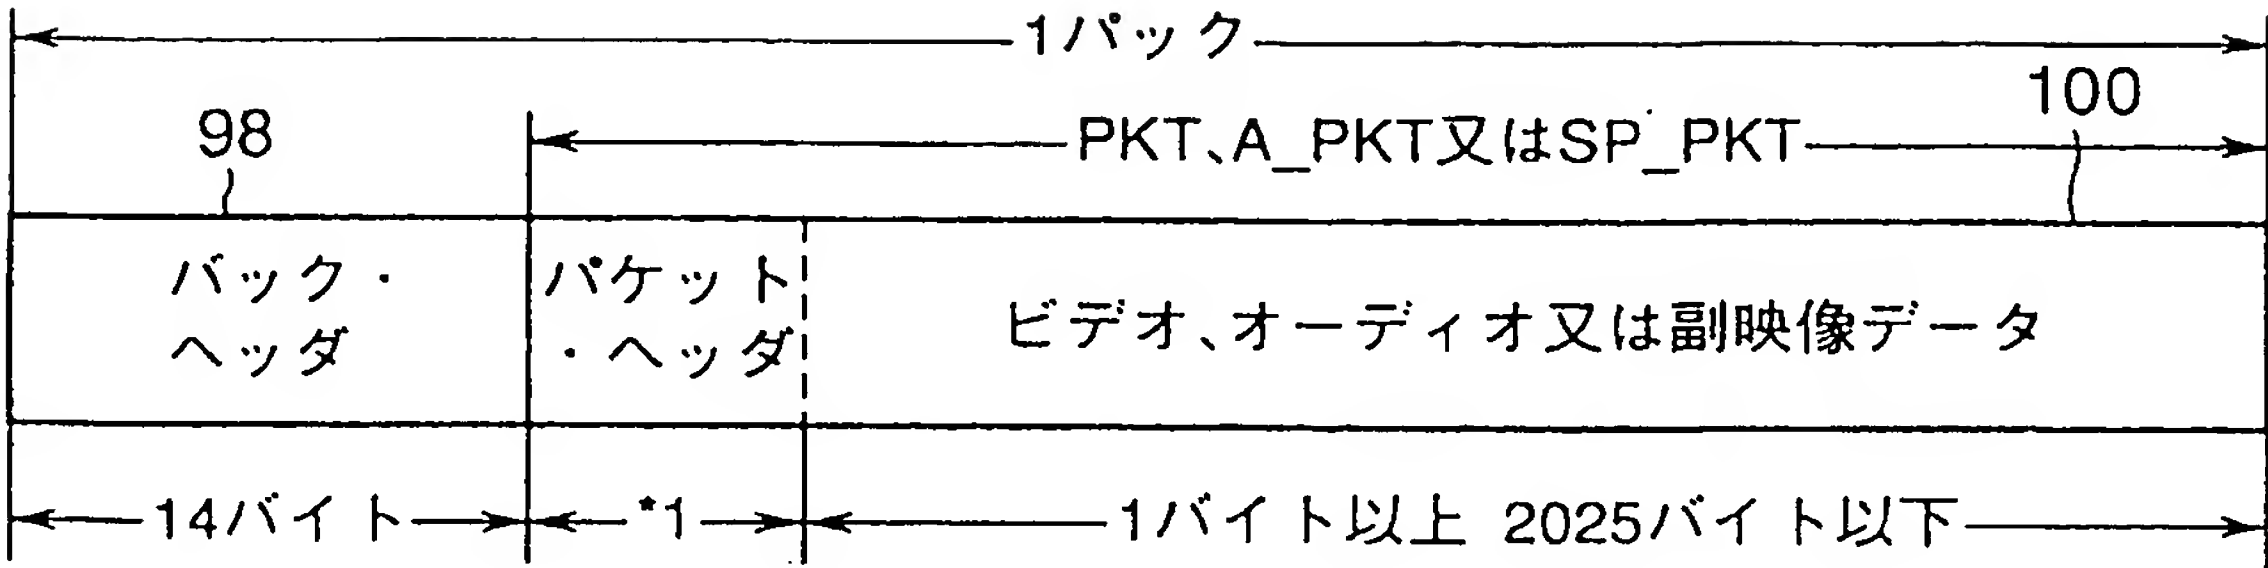 1パック
100
98
PKT、A_PKT又はSP_PKT
バック・
ヘッダ
パケット
・ヘッダ
ビデオ、オーディオ又は副映像データ
14バイト
*1
1バイト以上 2025バイト以下